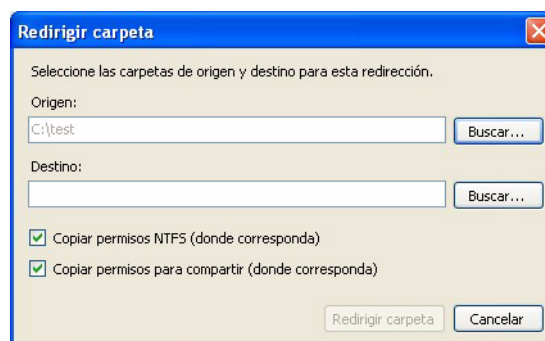 Redirigir carpeta
Seleccione las carpetas de origen y destino para esta redirección.
Origen:
C:\test
Buscar...
Destino:
Buscar...
Copiar permisos NTFS (donde corresponda)
Copiar permisos para compartir (donde corresponda)
Redirigir carpeta
Cancelar